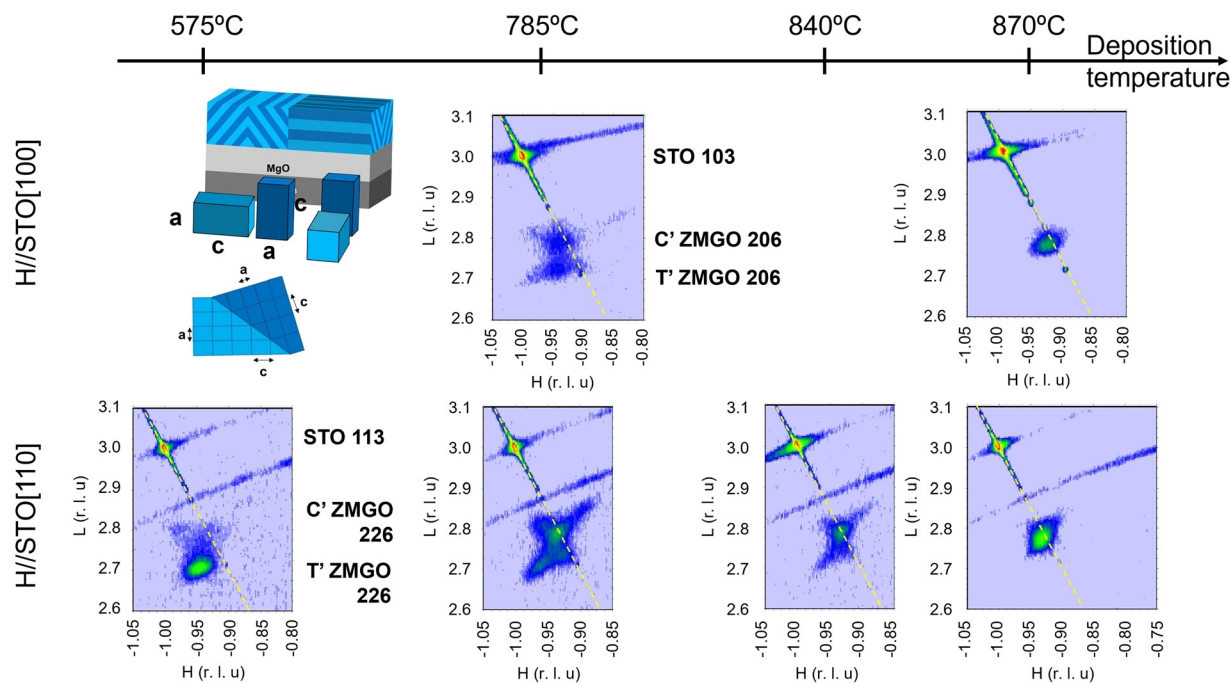 575ºC
785ºC
840ºC
870ºC
Deposition
temperature
H//STO[100]
MgO
a
c
a
c
a
c
a
c
3.1
3.0
2.9
2.8
2.7
2.6
L (r. l. u)
-1.05
-1.00
-0.95
-0.90
-0.85
-0.80
H (r. l. u)
STO 103
C’ ZMGO 206
T’ ZMGO 206
3.1
3.0
2.9
2.8
2.7
2.6
L (r. l. u)
-1.05
-1.00
-0.95
-0.90
-0.85
-0.80
H (r. l. u)
H//STO[110]
3.1
3.0
2.9
2.8
2.7
2.6
L (r. l. u)
-1.05
-1.00
-0.95
-0.90
-0.85
-0.80
H (r. l. u)
STO 113
C’ ZMGO
226
T’ ZMGO
226
3.1
3.0
2.9
2.8
2.7
2.6
L (r. l. u)
-1.05
-1.00
-0.95
-0.90
-0.85
H (r. l. u)
3.1
3.0
2.9
2.8
2.7
2.6
L (r. l. u)
-1.05
-1.00
-0.95
-0.90
-0.85
H (r. l. u)
3.1
3.0
2.9
2.8
2.7
2.6
L (r. l. u)
-1.05
-1.00
-0.95
-0.90
-0.85
-0.80
-0.75
H (r. l. u)